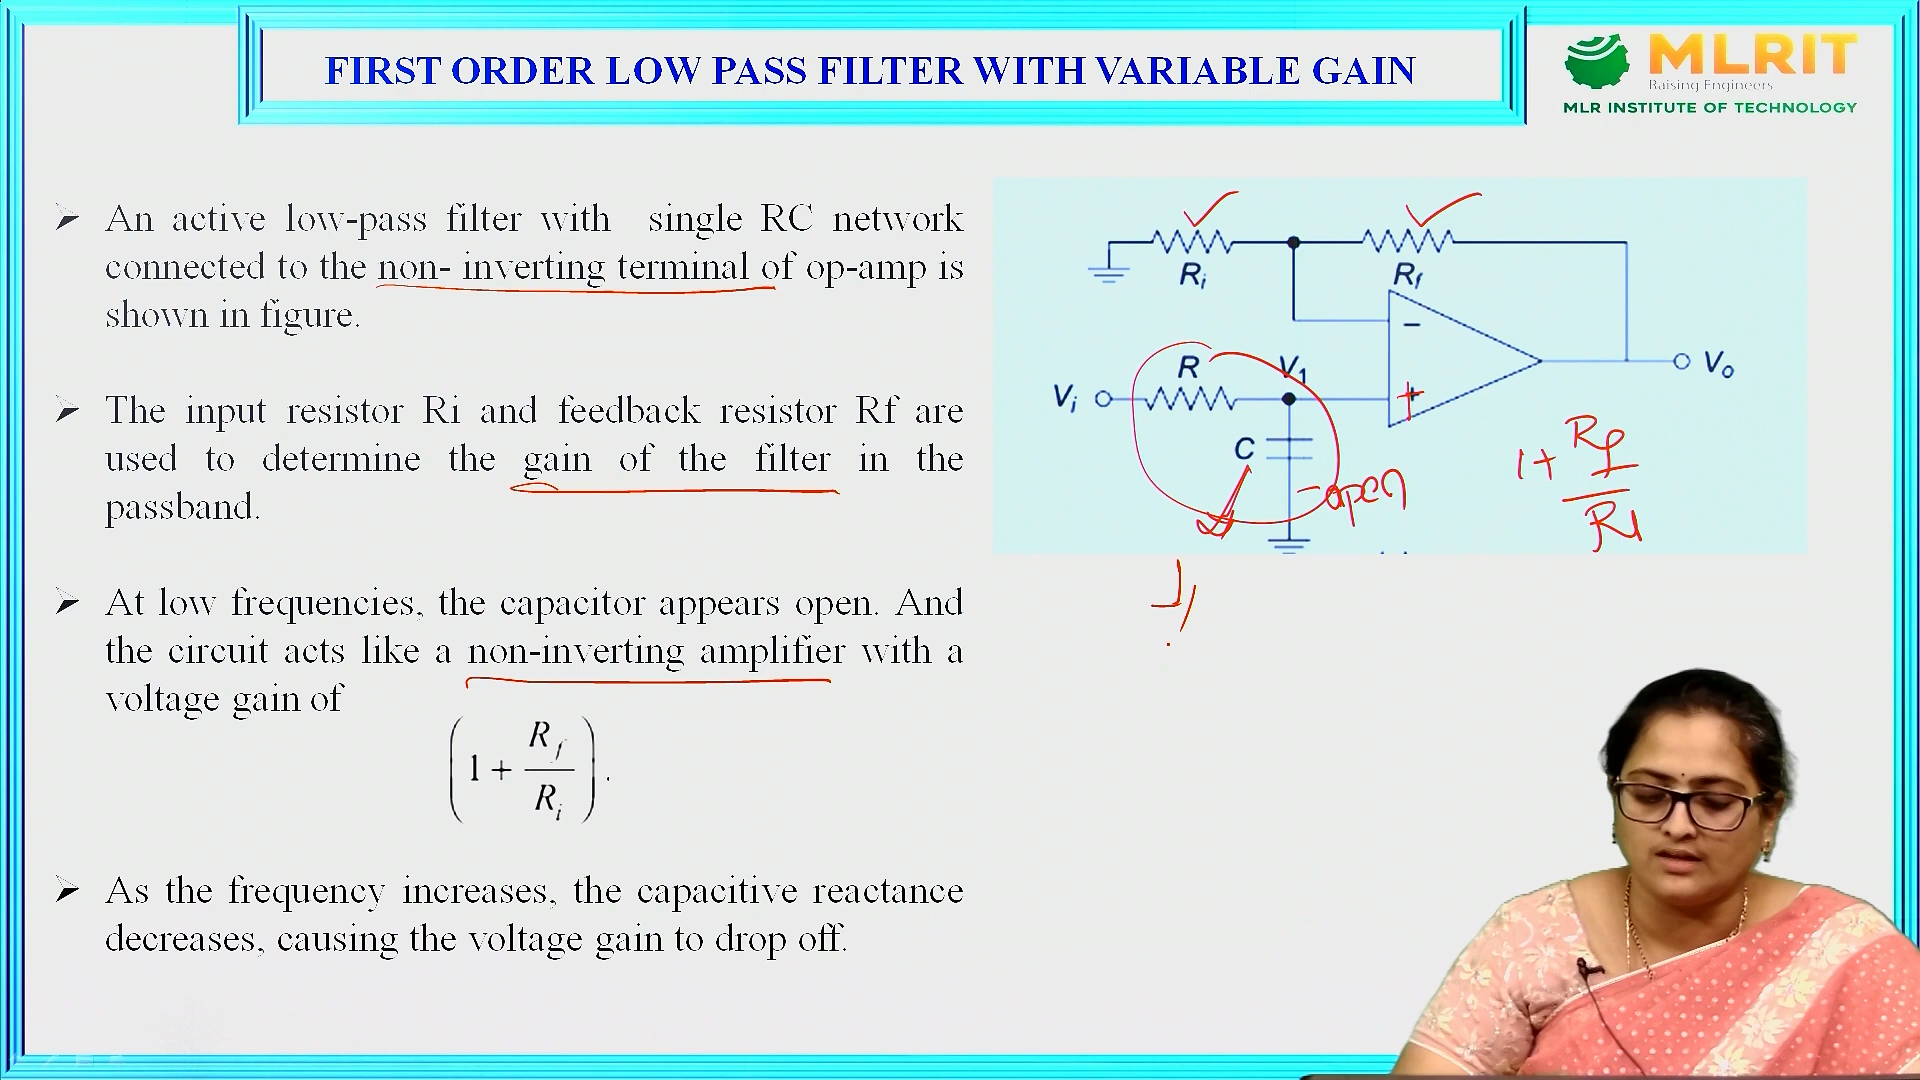 FIRST ORDER LOW PASS FILTER WITH VARIABLE GAIN
MLRIT
Raising Engineers
MLR INSTITUTE OF TECHNOLOGY
➢ An active low-pass filter with single RC network
connected to the non- inverting terminal of op-amp is
shown in figure.
➢ The input resistor Ri and feedback resistor Rf are
used to determine the gain of the filter in the
passband.
➢ At low frequencies, the capacitor appears open. And
the circuit acts like a non-inverting amplifier with a
voltage gain of
(1 + Rf / Ri).
➢ As the frequency increases, the capacitive reactance
decreases, causing the voltage gain to drop off.
Ri
Rf
−
R
V1
Vi
+
Vo
C
open
1 + Rf / R1